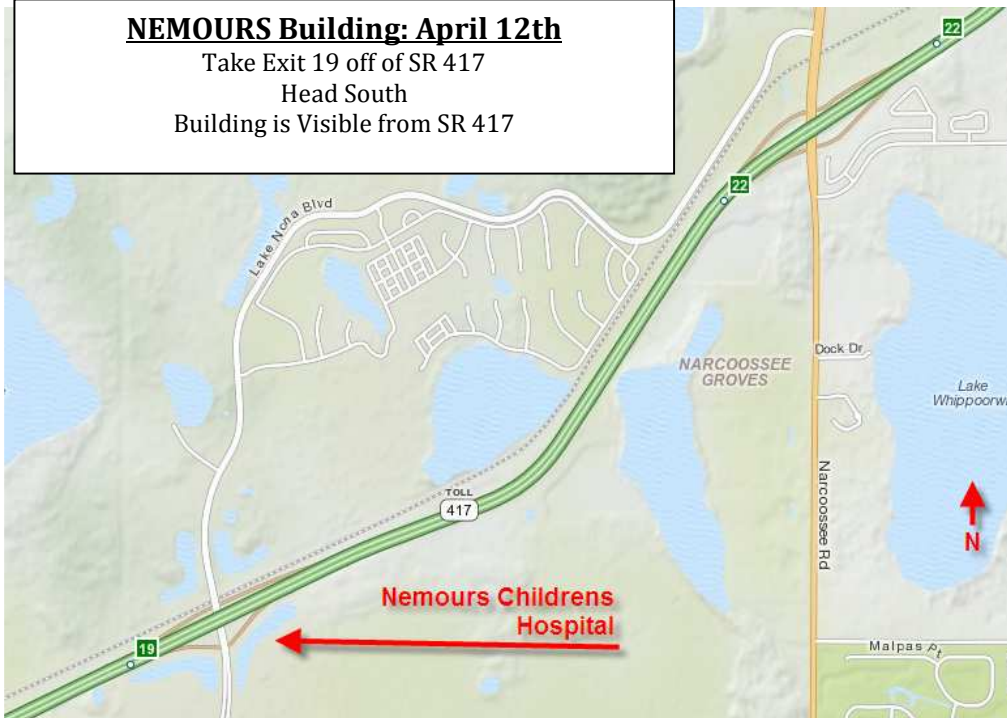 NEMOURS Building: April 12th
Take Exit 19 off of SR 417
Head South
Building is Visible from SR 417
22
22
Lake Nona Blvd
NARCOOSSEE
GROVES
Dock Dr
Lake
Whippoorwi
TOLL
417
Narcoossee Rd
N
Nemours Childrens
Hospital
19
Malpas Pt